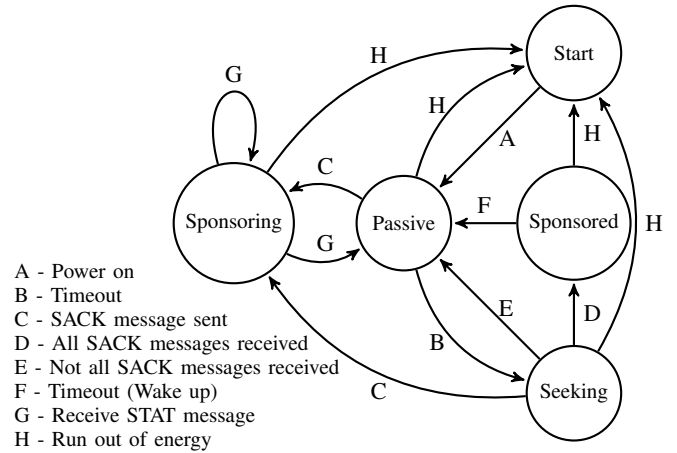 H
Start
G
H
A
H
C
Sponsoring
Passive
F
Sponsored
H
G
A - Power on
B - Timeout
C - SACK message sent
D - All SACK messages received
E - Not all SACK messages received
F - Timeout (Wake up)
G - Receive STAT message
H - Run out of energy
E
D
B
C
Seeking